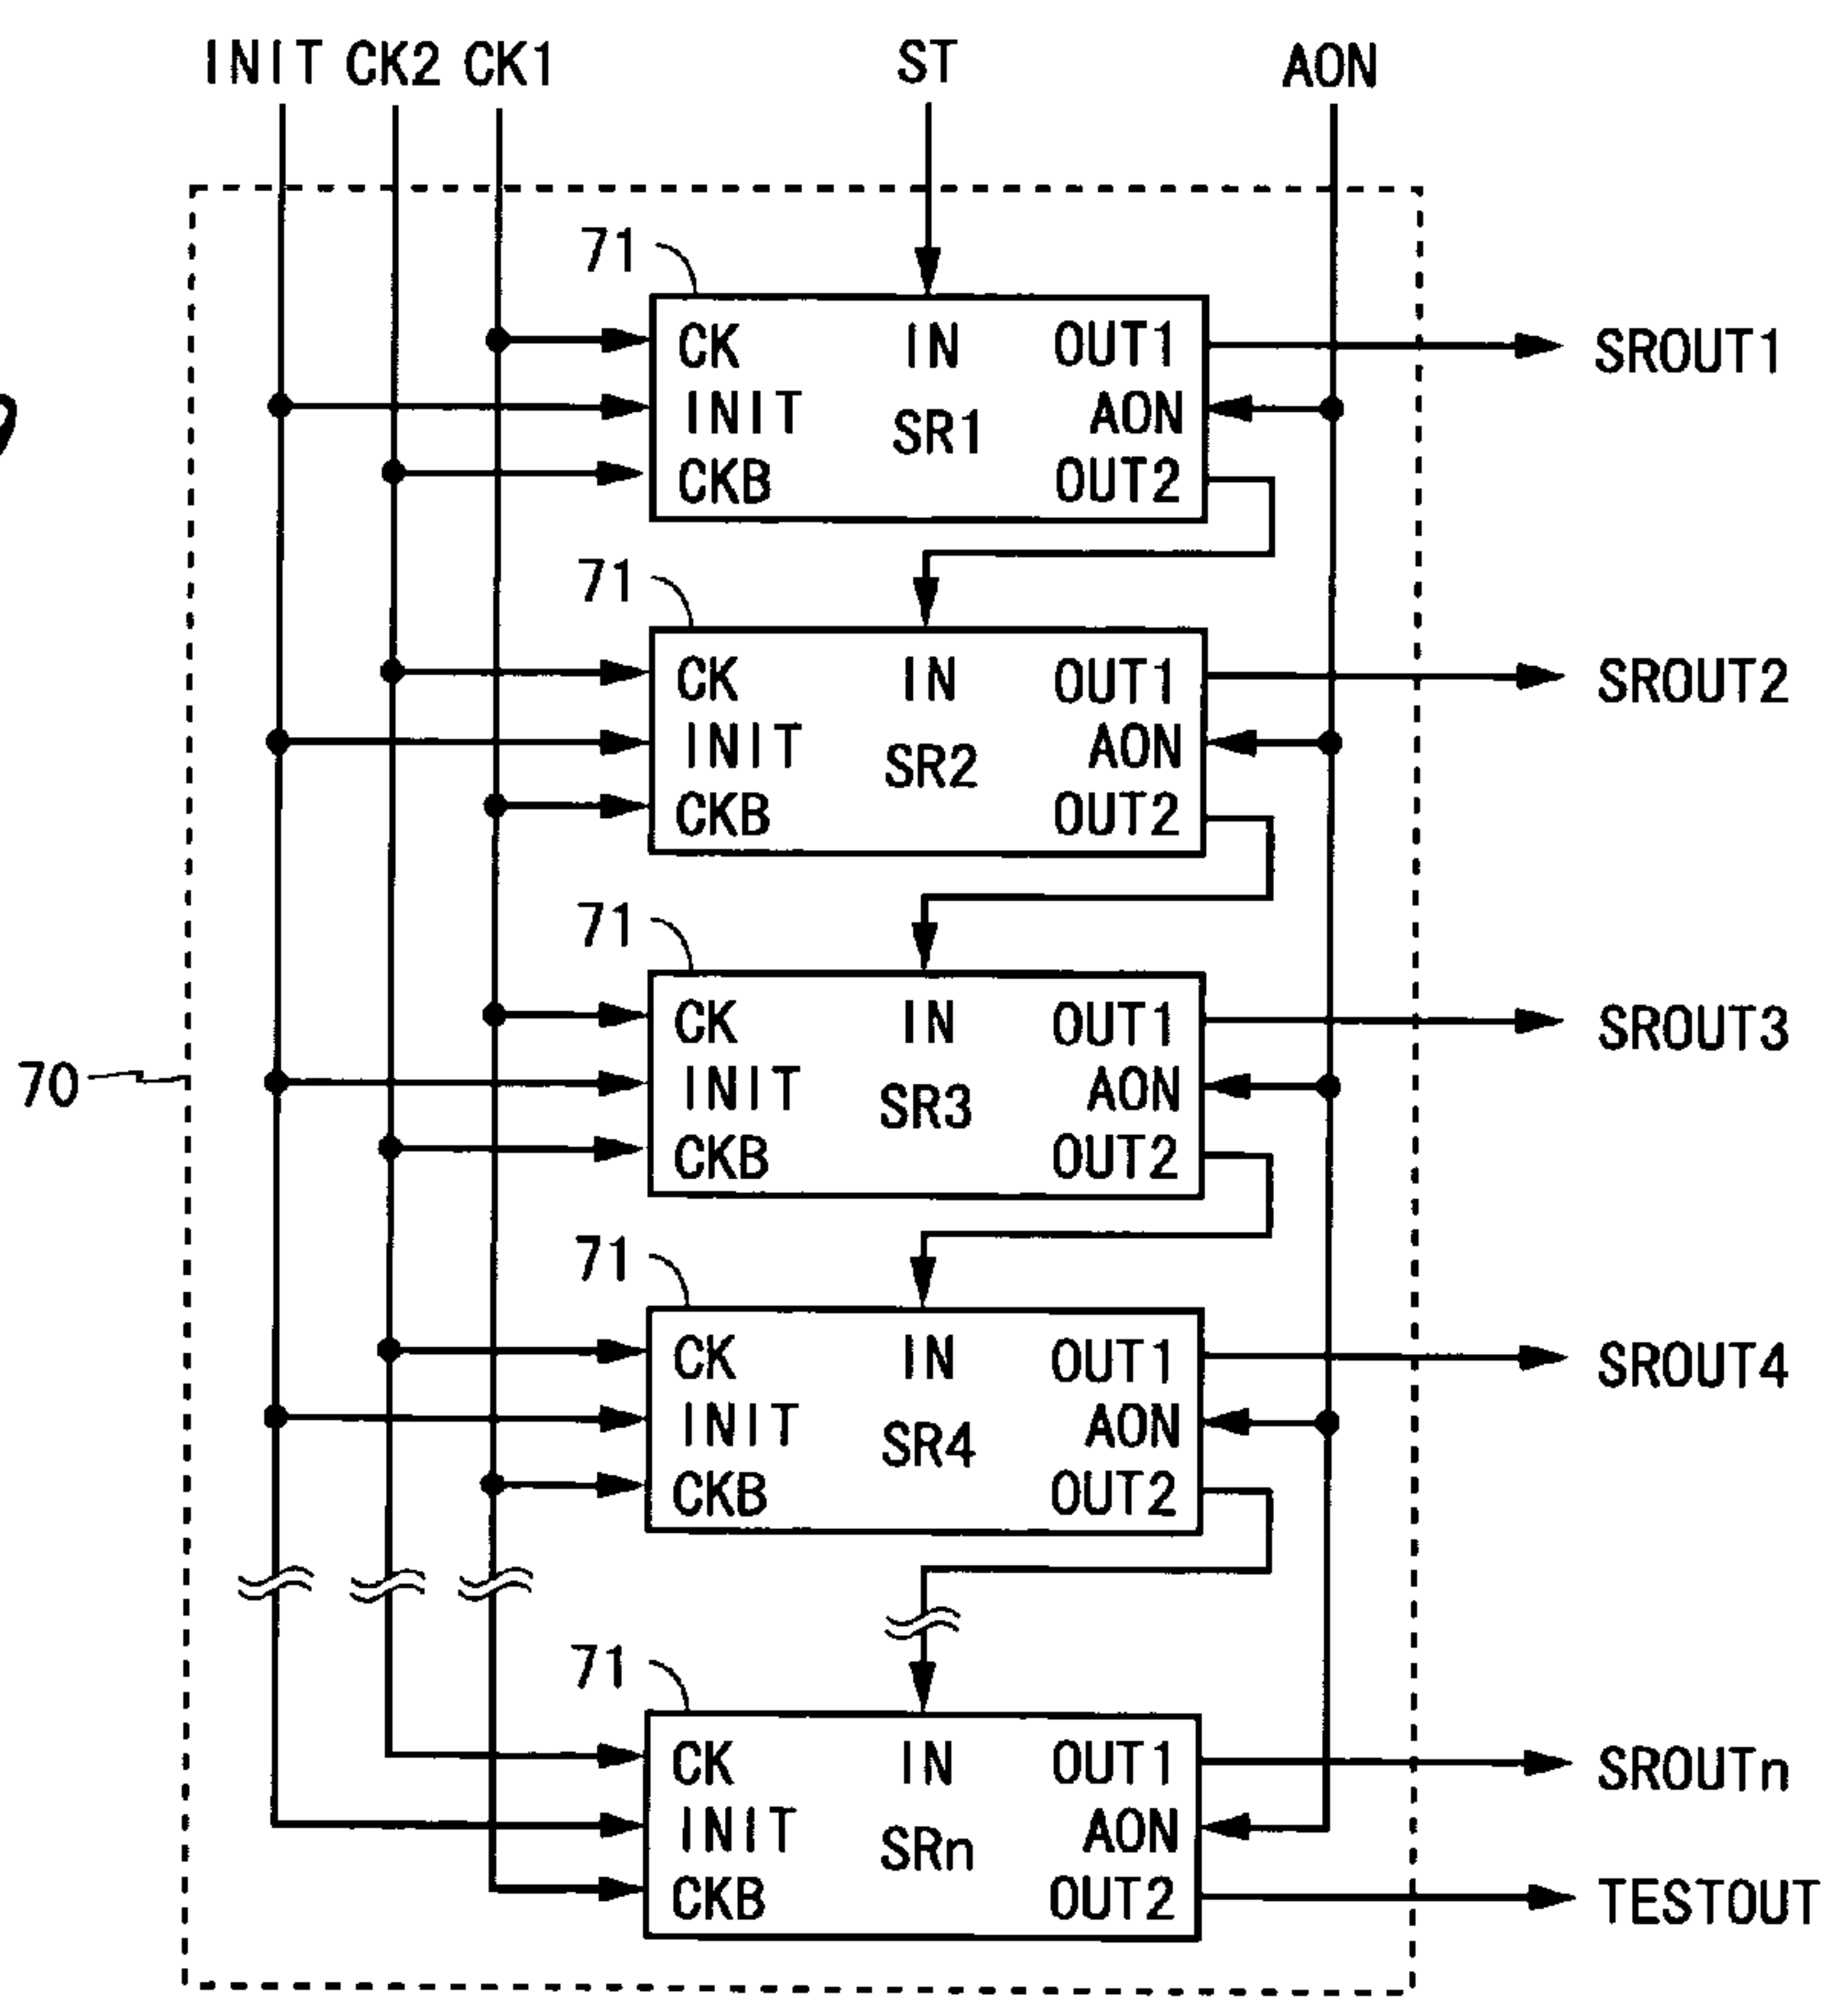 INIT CK2 CK1 ST AON
71
CK IN OUT1 SROUT1
INIT SR1 AON
CKB OUT2
71
CK IN OUT1 SROUT2
INIT SR2 AON
CKB OUT2
71
CK IN OUT1 SROUT3
70 INIT SR3 AON
CKB OUT2
71
CK IN OUT1 SROUT4
INIT SR4 AON
CKB OUT2
71
CK IN OUT1 SROUTn
INIT SRn AON
CKB OUT2 TESTOUT